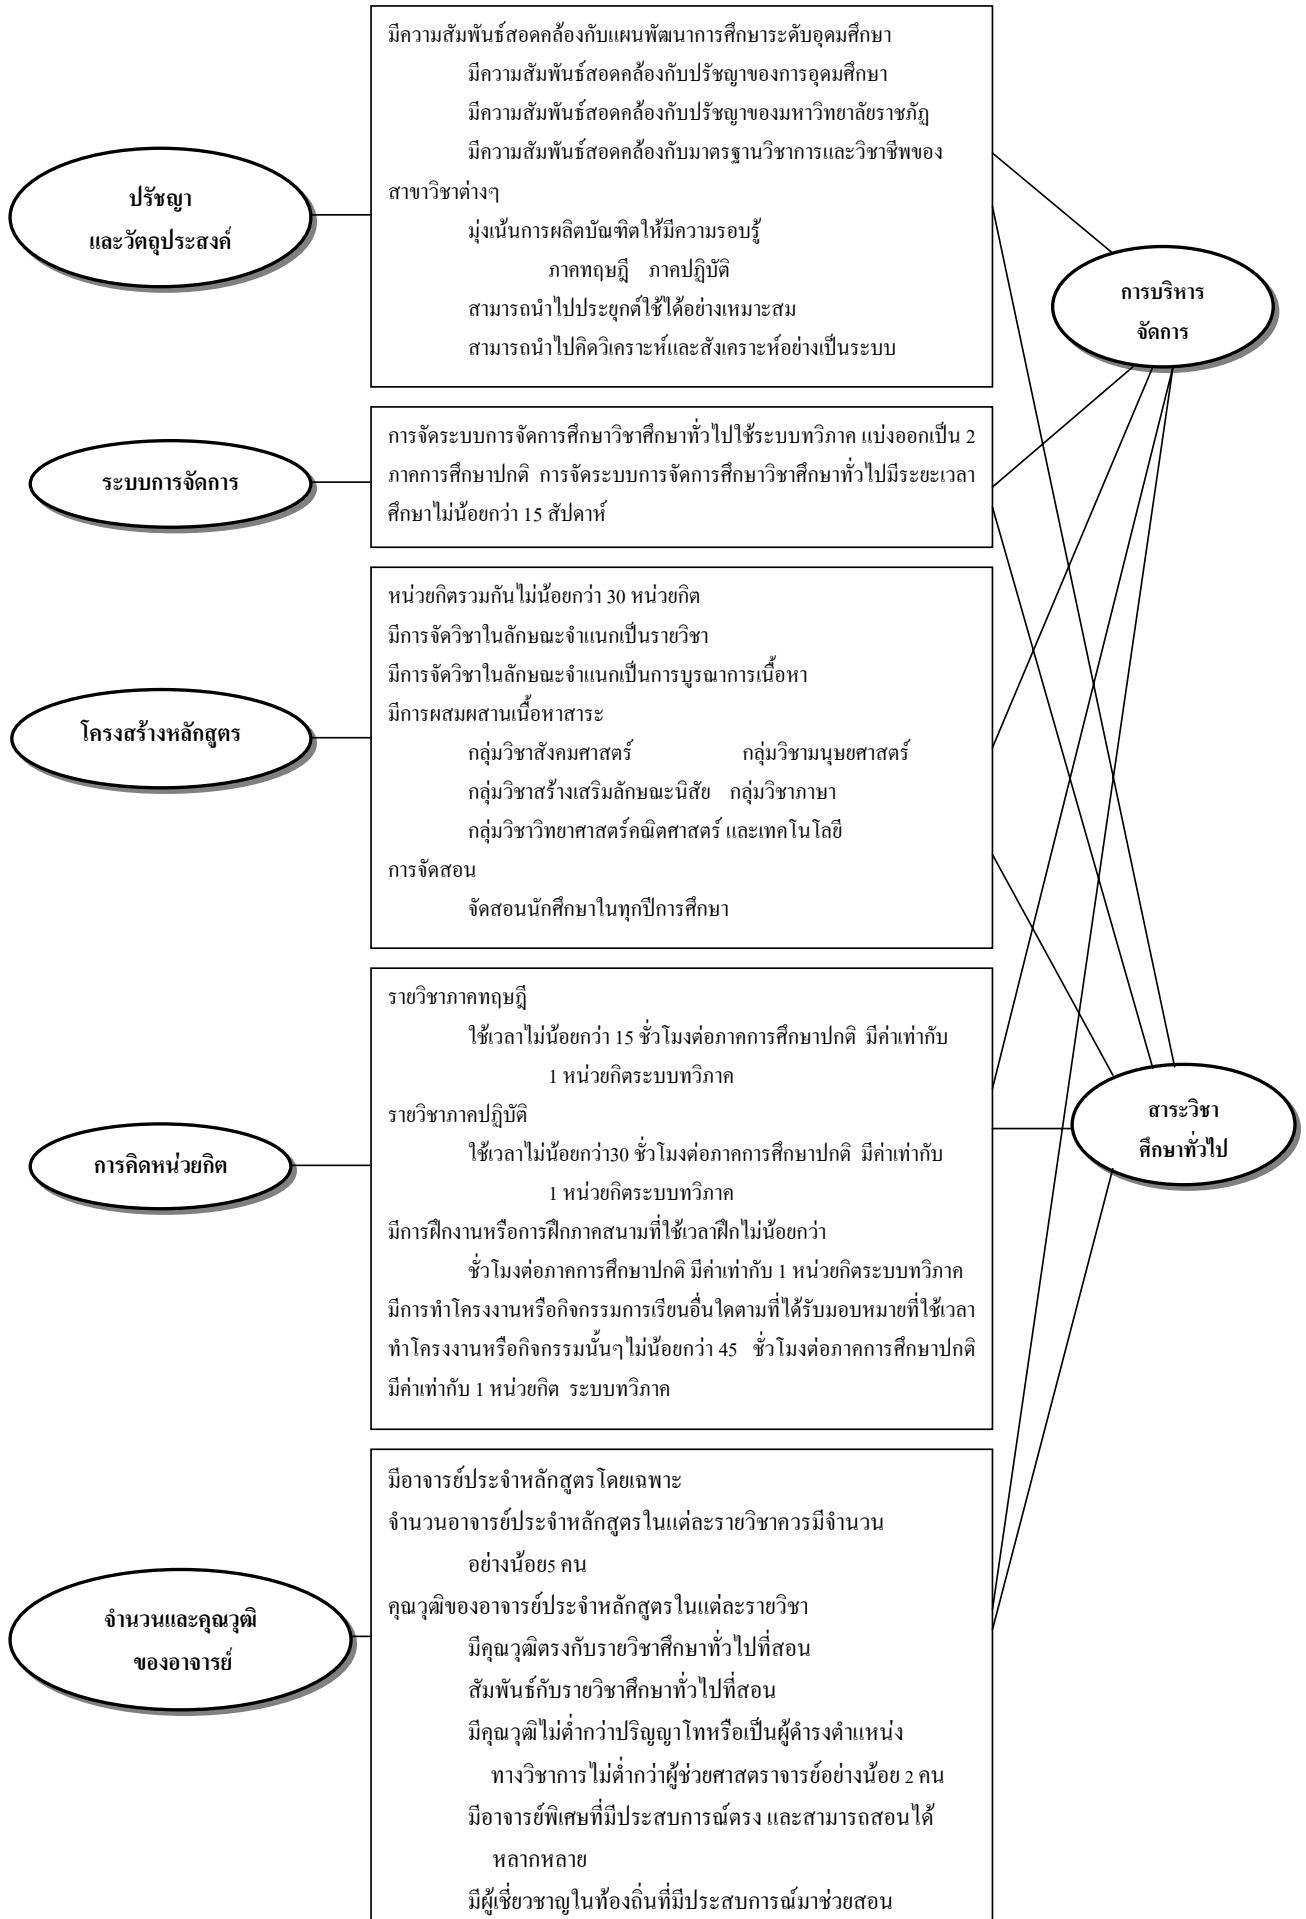 ปรัชญา
และวัตถุประสงค์
มีความสัมพันธ์สอดคล้องกับแผนพัฒนาการศึกษาระดับอุดมศึกษา
มีความสัมพันธ์สอดคล้องกับปรัชญาของการอุดมศึกษา
มีความสัมพันธ์สอดคล้องกับปรัชญาของมหาวิทยาลัยราชภัฏ
มีความสัมพันธ์สอดคล้องกับมาตรฐานวิชาการและวิชาชีพของ
สาขาวิชาต่างๆ
มุ่งเน้นการผลิตบัณฑิตให้มีความรอบรู้
ภาคทฤษฎี ภาคปฏิบัติ
สามารถนำไปประยุกต์ใช้ได้อย่างเหมาะสม
สามารถนำไปคิดวิเคราะห์และสังเคราะห์อย่างเป็นระบบ
การบริหาร
จัดการ
ระบบการจัดการ
การจัดระบบการจัดการศึกษาวิชาศึกษาทั่วไปใช้ระบบทวิภาค แบ่งออกเป็น 2
ภาคการศึกษาปกติ การจัดระบบการจัดการศึกษาวิชาศึกษาทั่วไปมีระยะเวลา
ศึกษาไม่น้อยกว่า 15 สัปดาห์
โครงสร้างหลักสูตร
หน่วยกิตรวมกันไม่น้อยกว่า 30 หน่วยกิต
มีการจัดวิชาในลักษณะจำแนกเป็นรายวิชา
มีการจัดวิชาในลักษณะจำแนกเป็นการบูรณาการเนื้อหา
มีการผสมผสานเนื้อหาสาระ
กลุ่มวิชาสังคมศาสตร์ กลุ่มวิชามนุษยศาสตร์
กลุ่มวิชาสร้างเสริมลักษณะนิสัย กลุ่มวิชาภาษา
กลุ่มวิชาวิทยาศาสตร์คณิตศาสตร์ และเทคโนโลยี
การจัดสอน
จัดสอนนักศึกษาในทุกปีการศึกษา
การคิดหน่วยกิต
รายวิชาภาคทฤษฎี
ใช้เวลาไม่น้อยกว่า 15 ชั่วโมงต่อภาคการศึกษาปกติ มีค่าเท่ากับ
1 หน่วยกิตระบบทวิภาค
รายวิชาภาคปฏิบัติ
ใช้เวลาไม่น้อยกว่า30 ชั่วโมงต่อภาคการศึกษาปกติ มีค่าเท่ากับ
1 หน่วยกิตระบบทวิภาค
มีการฝึกงานหรือการฝึกภาคสนามที่ใช้เวลาฝึกไม่น้อยกว่า
ชั่วโมงต่อภาคการศึกษาปกติ มีค่าเท่ากับ 1 หน่วยกิตระบบทวิภาค
มีการทำโครงงานหรือกิจกรรมการเรียนอื่นใดตามที่ได้รับมอบหมายที่ใช้เวลา
ทำโครงงานหรือกิจกรรมนั้นๆไม่น้อยกว่า 45 ชั่วโมงต่อภาคการศึกษาปกติ
มีค่าเท่ากับ 1 หน่วยกิต ระบบทวิภาค
สาระวิชา
ศึกษาทั่วไป
จำนวนและคุณวุฒิ
ของอาจารย์
มีอาจารย์ประจำหลักสูตรโดยเฉพาะ
จำนวนอาจารย์ประจำหลักสูตรในแต่ละรายวิชาควรมีจำนวน
อย่างน้อย5 คน
คุณวุฒิของอาจารย์ประจำหลักสูตรในแต่ละรายวิชา
มีคุณวุฒิตรงกับรายวิชาศึกษาทั่วไปที่สอน
สัมพันธ์กับรายวิชาศึกษาทั่วไปที่สอน
มีคุณวุฒิไม่ต่ำกว่าปริญญาโทหรือเป็นผู้ดำรงตำแหน่ง
ทางวิชาการไม่ต่ำกว่าผู้ช่วยศาสตราจารย์อย่างน้อย 2 คน
มีอาจารย์พิเศษที่มีประสบการณ์ตรง และสามารถสอนได้
หลากหลาย
มีผู้เชี่ยวชาญในท้องถิ่นที่มีประสบการณ์มาช่วยสอน